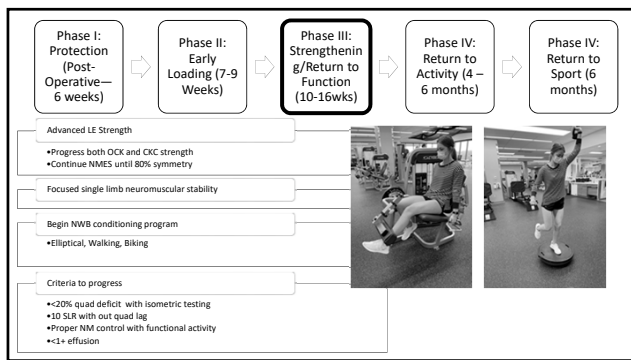 Phase I:
Protection
(Post-
Operative—
6 weeks)
Phase II:
Early
Loading (7-9
Weeks)
Phase III:
Strengthenin
g/Return to
Function
(10-16wks)
Phase IV:
Return to
Activity (4 –
6 months)
Phase IV:
Return to
Sport (6
months)
Advanced LE Strength
•Progress both OCK and CKC strength
•Continue NMES until 80% symmetry
Focused single limb neuromuscular stability
Begin NWB conditioning program
•Elliptical, Walking, Biking
Criteria to progress
•<20% quad deficit with isometric testing
•10 SLR with out quad lag
•Proper NM control with functional activity
•<1+ effusion